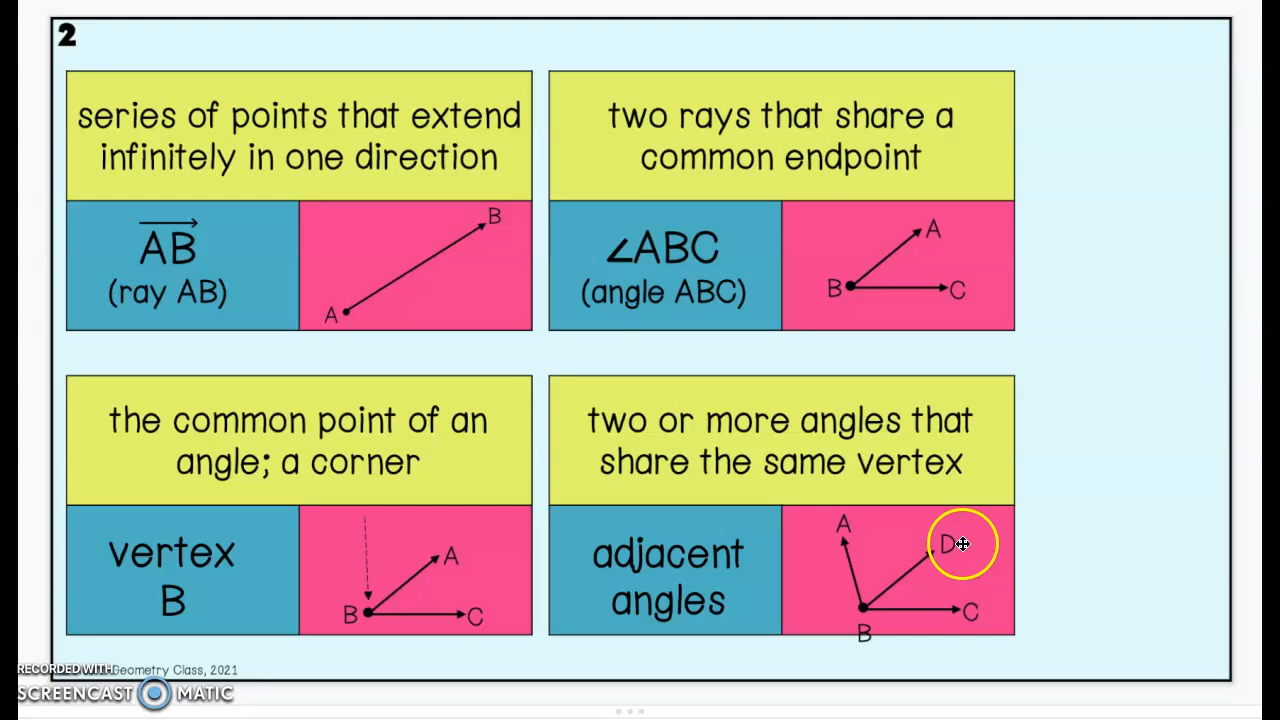 2
series of points that extend
infinitely in one direction
AB
(ray AB)
B
A
two rays that share a
common endpoint
∠ABC
(angle ABC)
A
B
C
the common point of an
angle; a corner
vertex
B
A
B
C
two or more angles that
share the same vertex
adjacent
angles
A
D
C
B
Geometry Class, 2021
RECORDED WITH
SCREENCAST MATIC